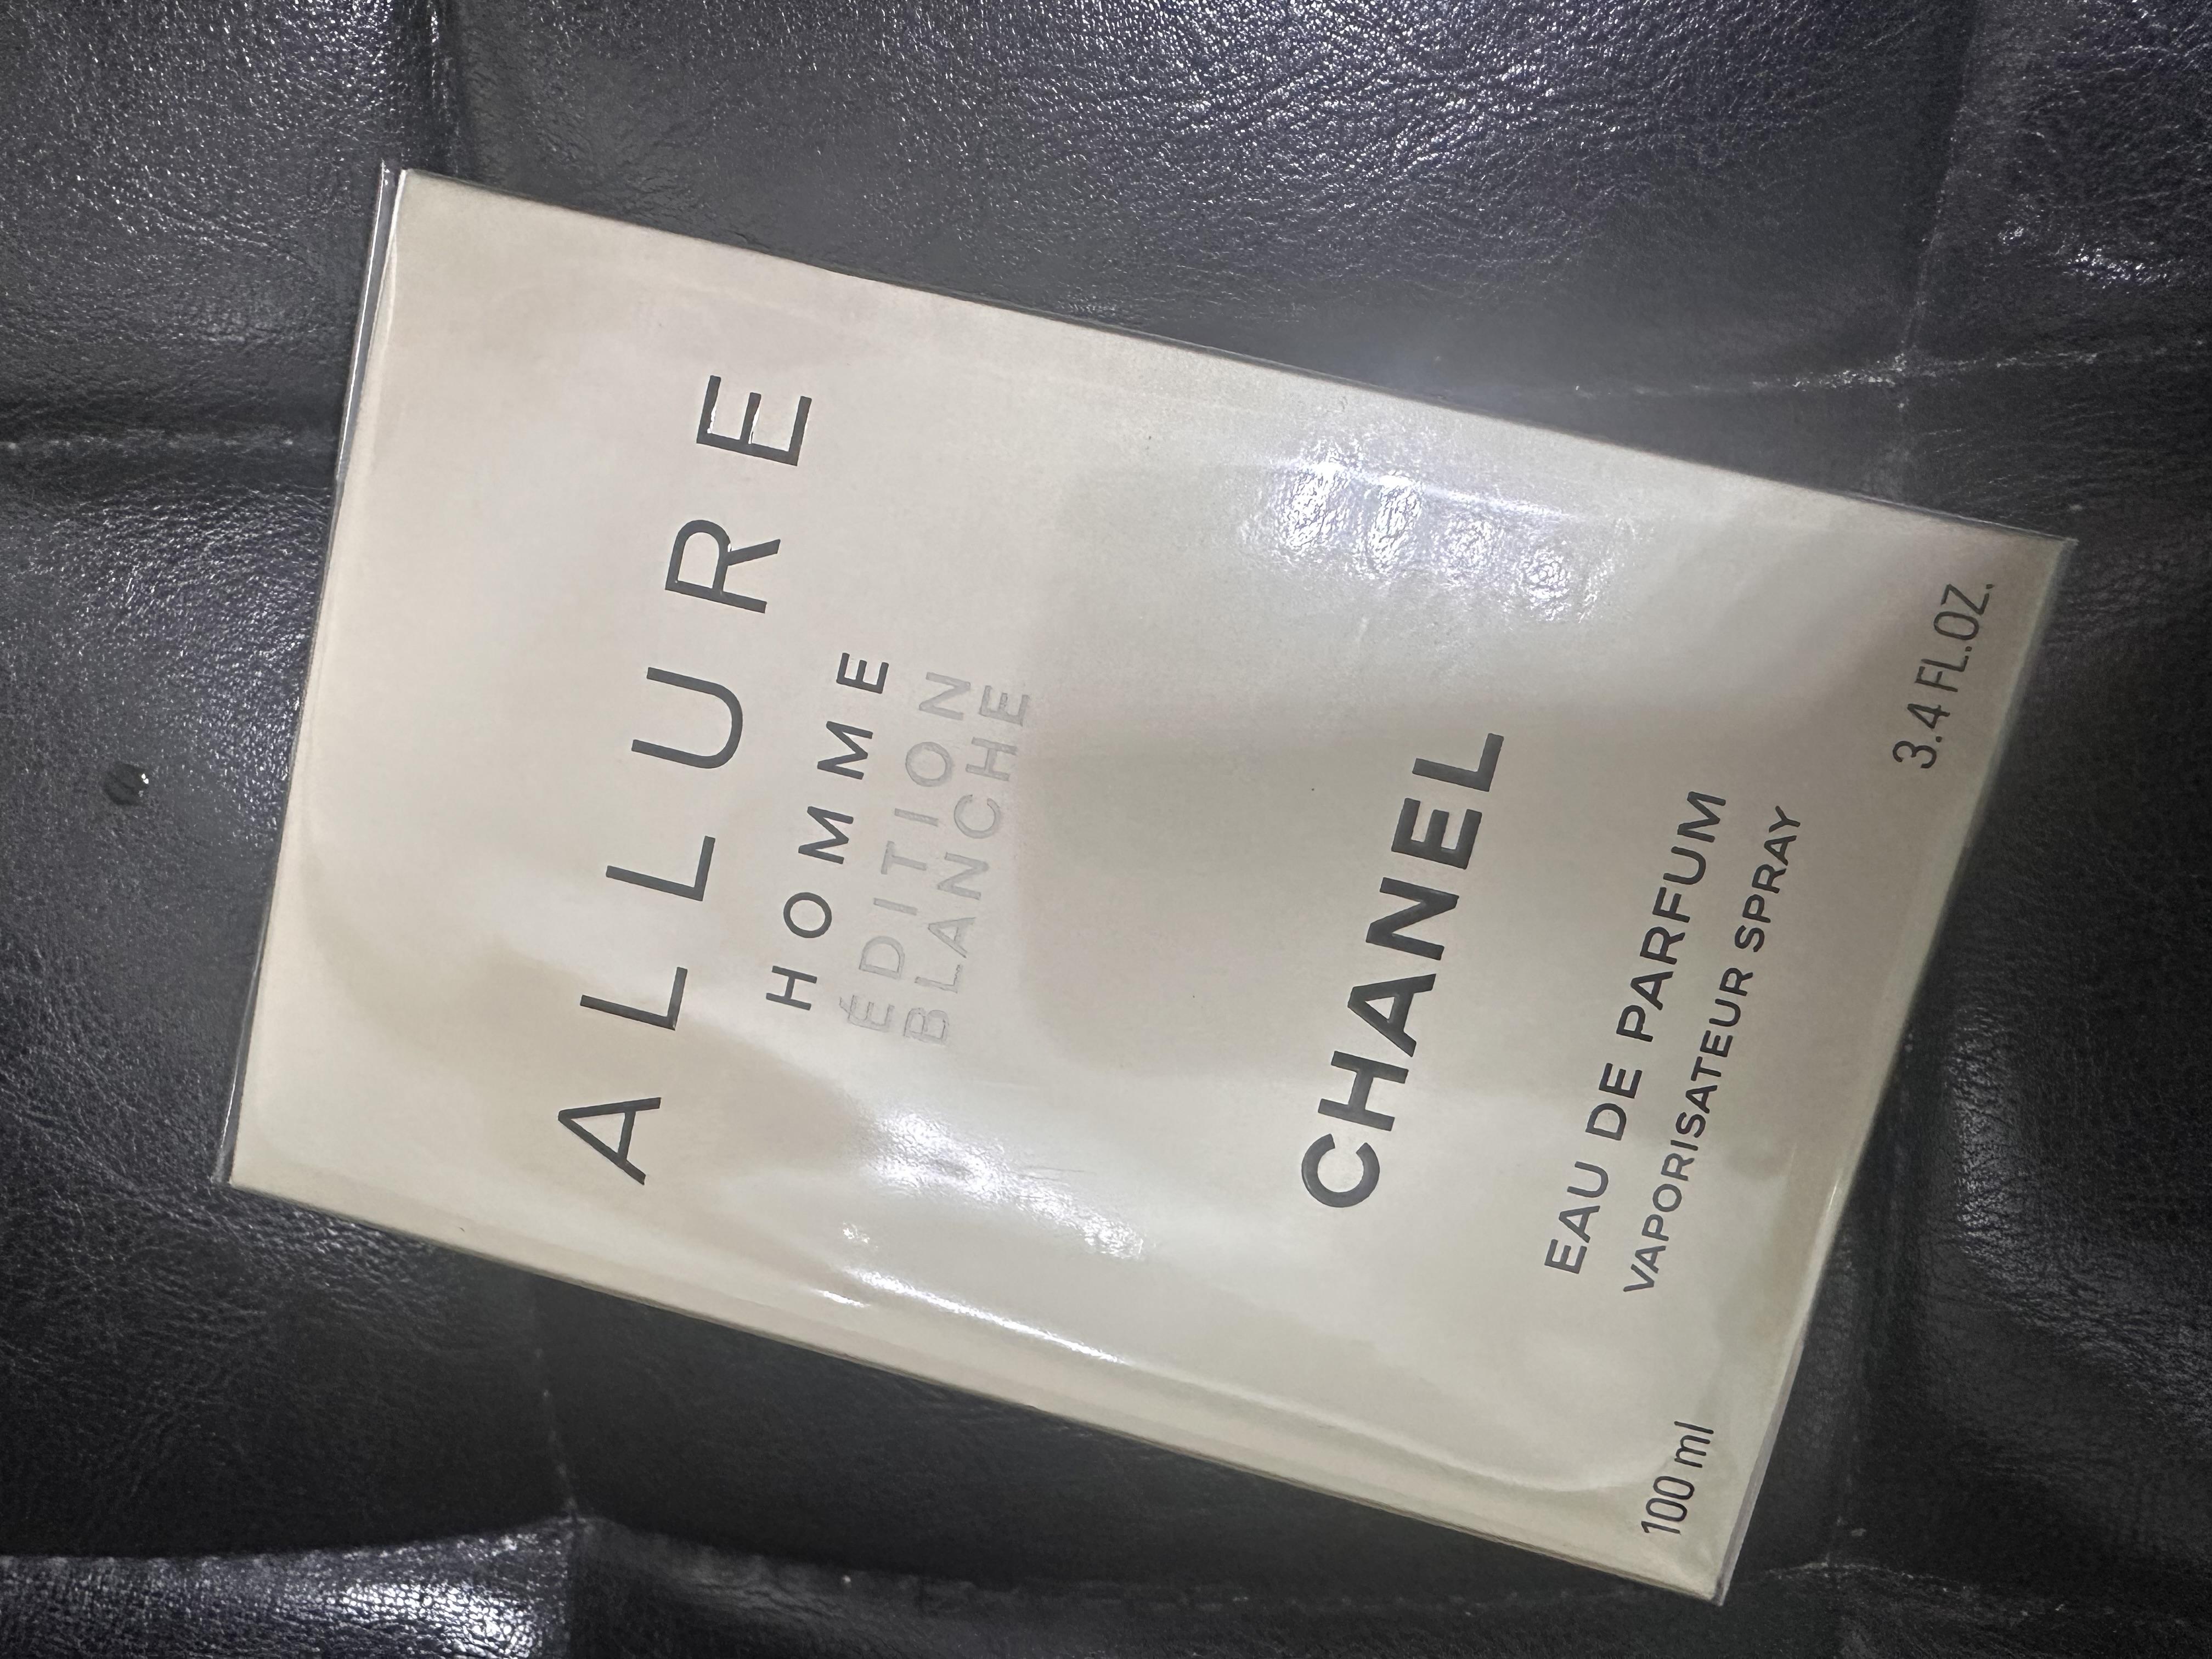 ALLURE
HOMME
ÉDITION
BLANCHE
CHANEL
EAU DE PARFUM
VAPORISATEUR SPRAY
100 ml
3.4 FL.OZ.